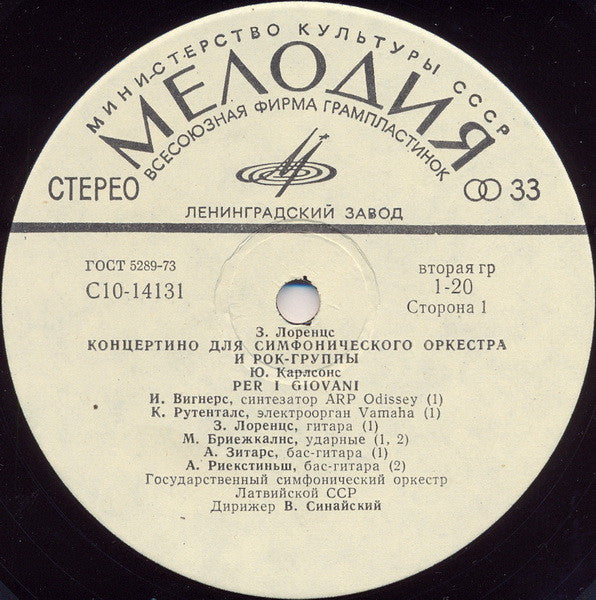 МИНИСТЕРСТВО КУЛЬТУРЫ СССР
МЕЛОДИЯ
ВСЕСОЮЗНАЯ ФИРМА ГРАМПЛАСТИНОК
СТЕРЕО
33
ЛЕНИНГРАДСКИЙ ЗАВОД
ГОСТ 5289-73
С10-14131
вторая гр
1-20
Сторона 1
З. Лоренцс
КОНЦЕРТИНО ДЛЯ СИМФОНИЧЕСКОГО ОРКЕСТРА
И РОК-ГРУППЫ
Ю. Карлсонс
PER I GIOVANI
И. Вигнерс, синтезатор ARP Odissey (1)
К. Рутенталс, электроорган Vamaha (1)
З. Лоренцс, гитара (1)
М. Бриежкалнс, ударные (1, 2)
А. Зитарс, бас-гитара (1)
А. Риекстиньш, бас-гитара (2)
Государственный симфонический оркестр
Латвийской ССР
Дирижер В. Синайский